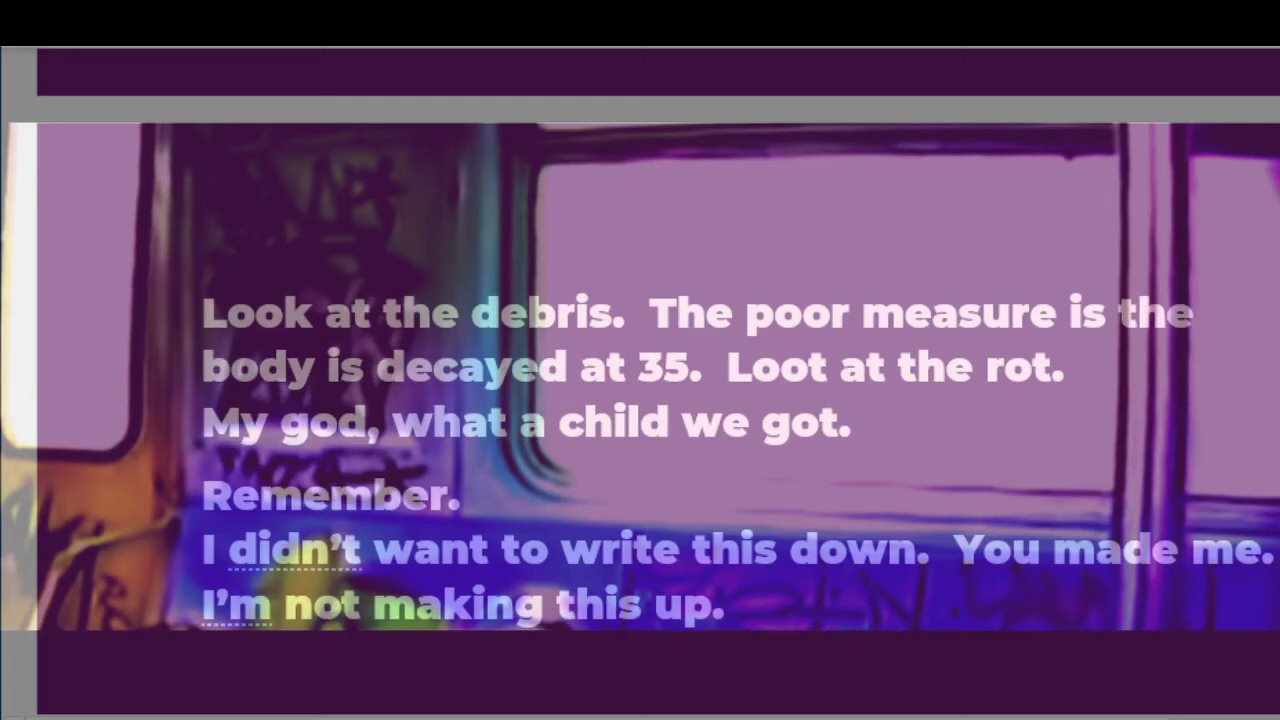 Look at the debris.  The poor measure is the
body is decayed at 35.  Loot at the rot.
My god, what a child we got.
Remember.
I didn’t want to write this down.  You made me.
I’m not making this up.